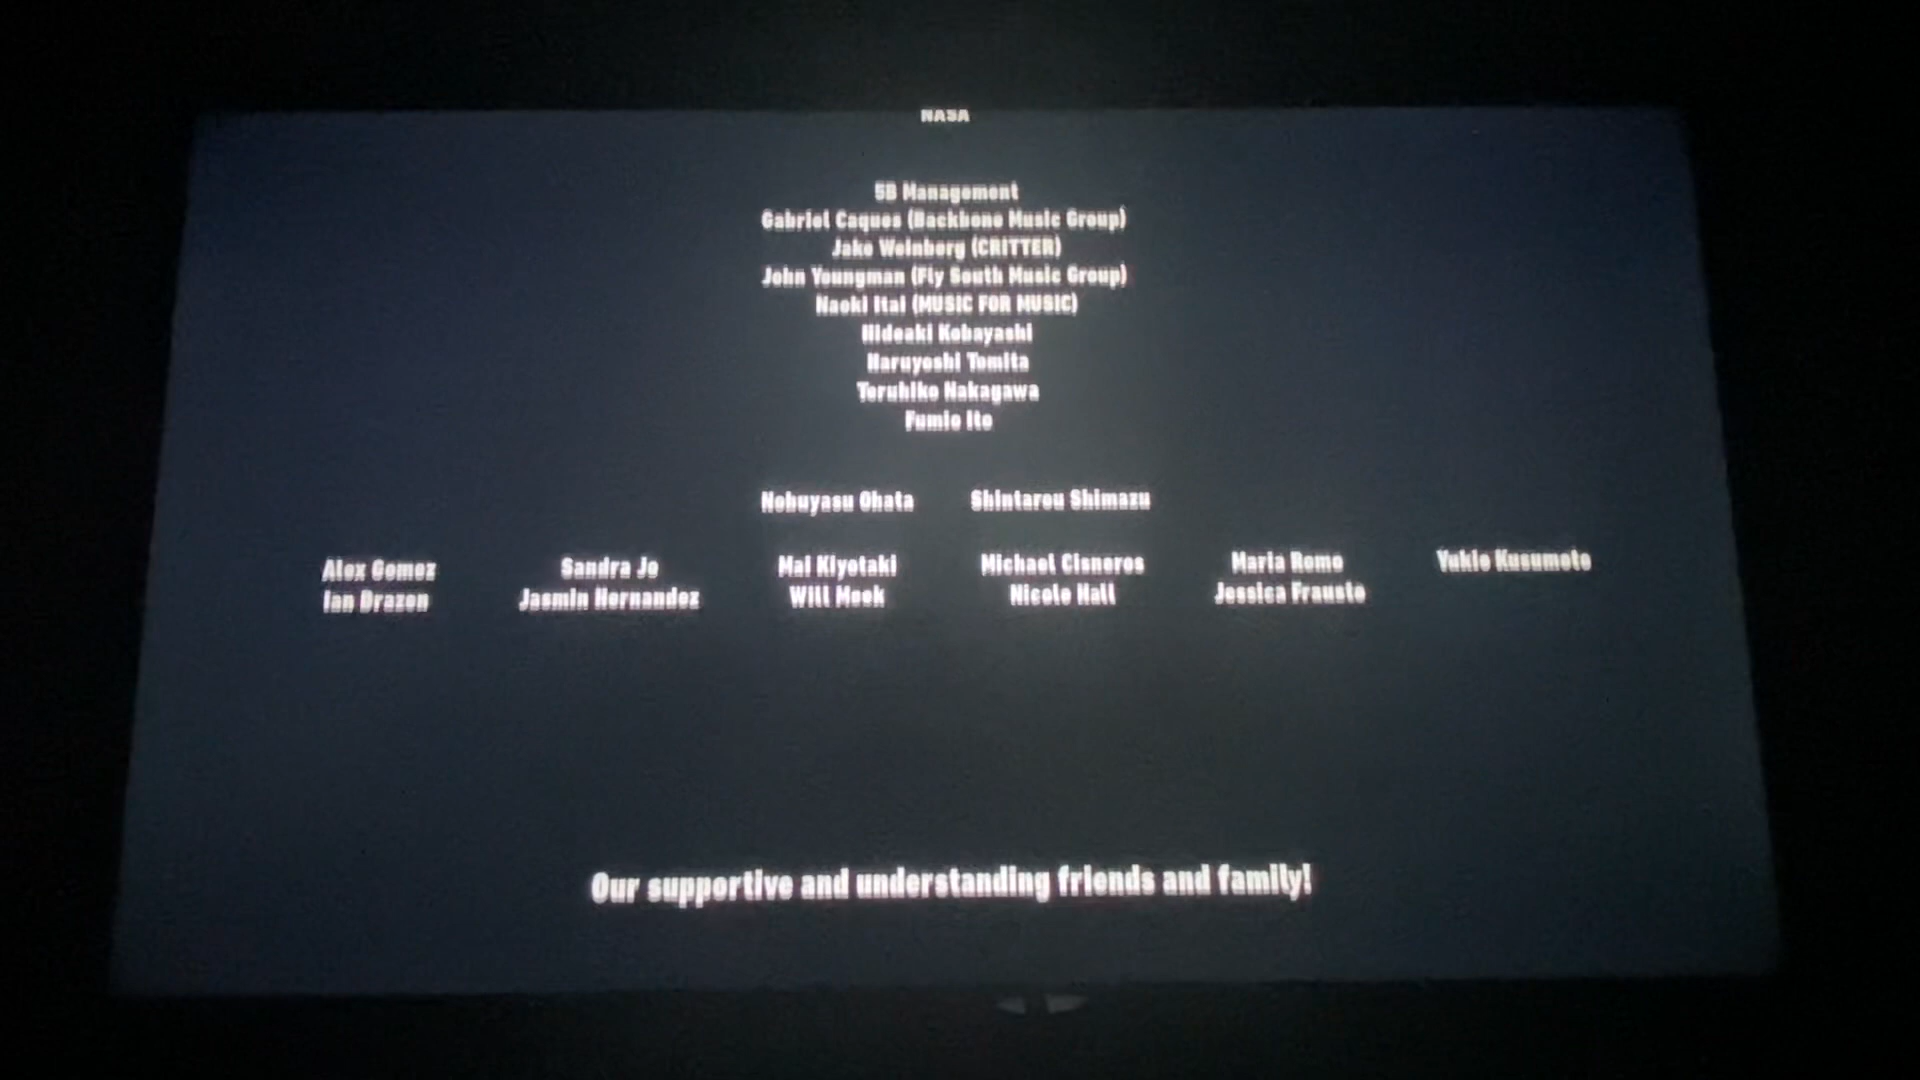 NASA
5B Management
Gabriel Caques (Backbone Music Group)
Jake Weinberg (CRITTER)
John Youngman (Fly South Music Group)
Naoki Itai (MUSIC FOR MUSIC)
Hideaki Kobayashi
Haruyoshi Tomita
Teruhiko Nakagawa
Fumie Ito
Nobuyasu Ohata Shintarou Shimazu
Alex Gomez Sandra Jo Mai Kiyotaki Michael Cisneros Maria Romo Yukio Kusumoto
Ian Drazen Jasmin Hernandez Will Meek Nicole Hall Jessica Frausto
Our supportive and understanding friends and family!